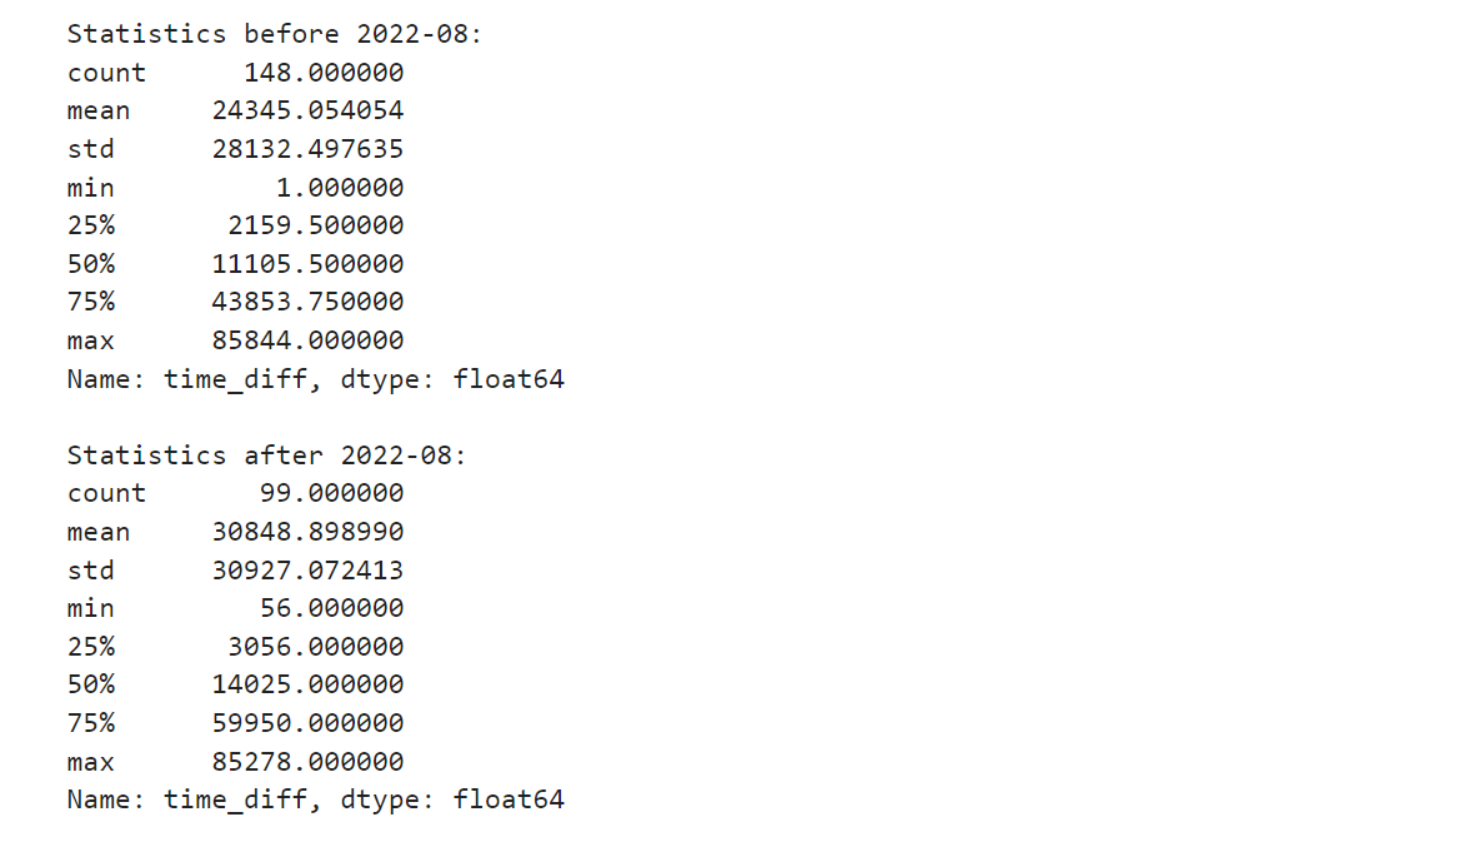 Statistics before 2022-08:
count      148.000000
mean     24345.054054
std      28132.497635
min          1.000000
25%       2159.500000
50%      11105.500000
75%      43853.750000
max      85844.000000
Name: time_diff, dtype: float64

Statistics after 2022-08:
count       99.000000
mean     30848.898990
std      30927.072413
min         56.000000
25%       3056.000000
50%      14025.000000
75%      59950.000000
max      85278.000000
Name: time_diff, dtype: float64